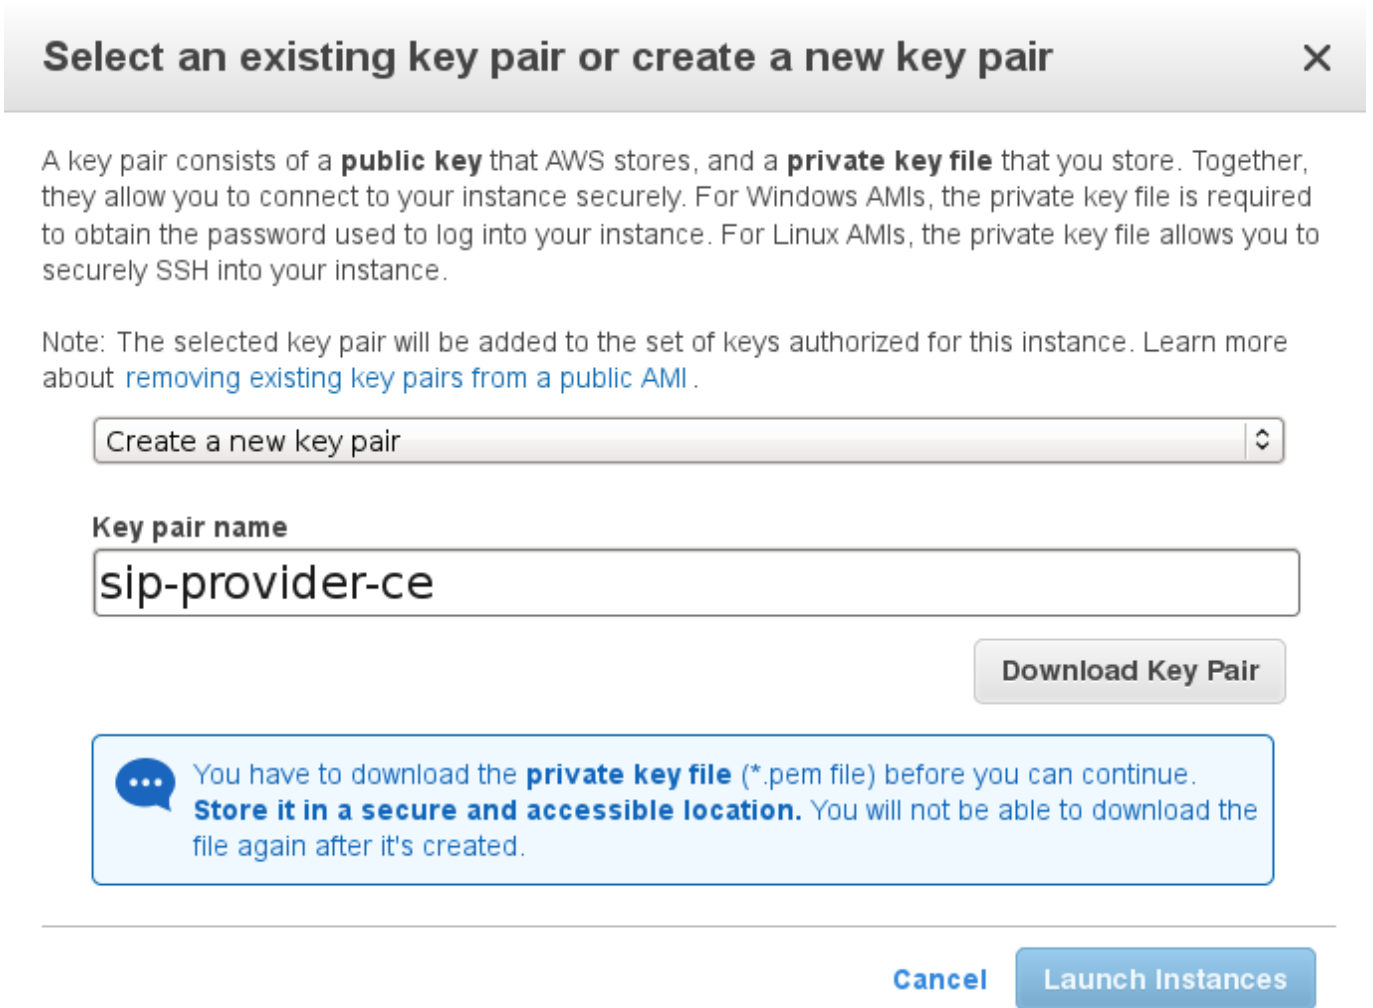 Select an existing key pair or create a new key pair
A key pair consists of a public key that AWS stores, and a private key file that you store. Together,
they allow you to connect to your instance securely. For Windows AMIs, the private key file is required
to obtain the password used to log into your instance. For Linux AMIs, the private key file allows you to
securely SSH into your instance.
Note: The selected key pair will be added to the set of keys authorized for this instance. Learn more
about removing existing key pairs from a public AMI .
Create a new key pair
Key pair name
sip-provider-ce
Download Key Pair
You have to download the private key file (*.pem file) before you can continue.
Store it in a secure and accessible location. You will not be able to download the
file again after it's created.
Cancel Launch Instances